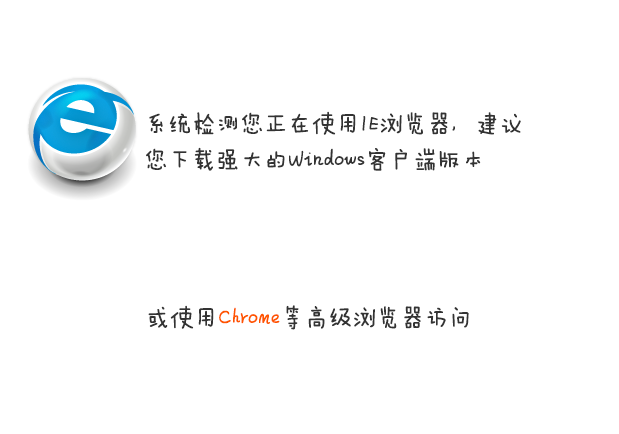 系统检测您正在使用IE浏览器, 建议
您下载强大的Windows客户端版本
或使用Chrome等高级浏览器访问